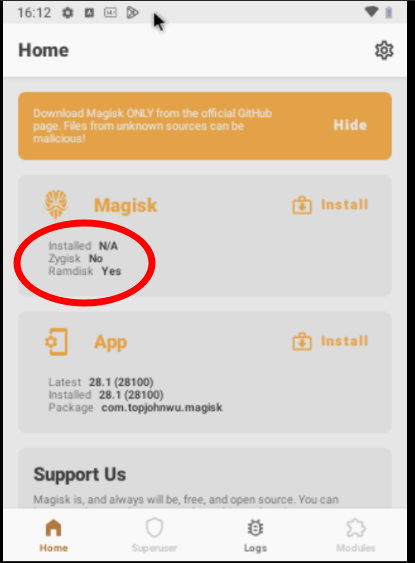 16:12
Home
Download Magisk ONLY from the official GitHub
page. Files from unknown sources can be
malicious!
Hide
Magisk
Install
Installed N/A
Zygisk No
Ramdisk Yes
App
Install
Latest 28.1 (28100)
Installed 28.1 (28100)
Package com.topjohnwu.magisk
Support Us
Magisk is, and always will be, free, and open source. You can
Home
Superuser
Logs
Modules